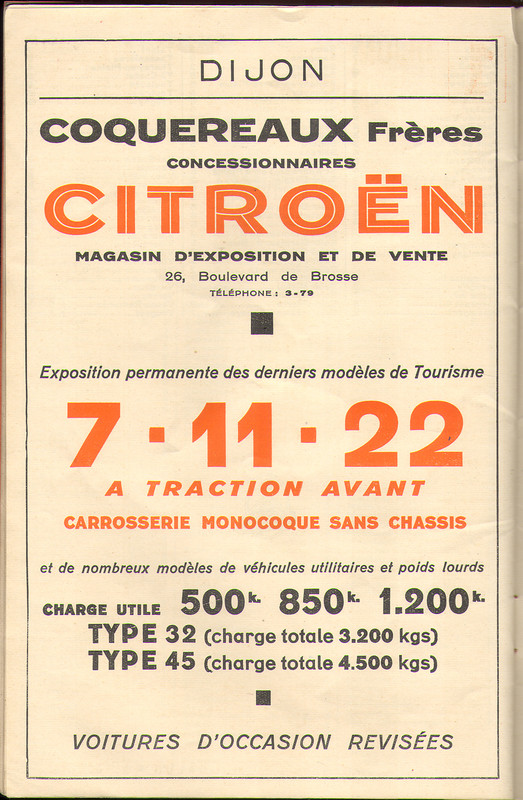 DIJON
COQUEREAUX Frères
CONCESSIONNAIRES
CITROËN
MAGASIN D'EXPOSITION ET DE VENTE
26, Boulevard de Brosse
TÉLÉPHONE : 3-79
Exposition permanente des derniers modèles de Tourisme
7 · 11 · 22
A TRACTION AVANT
CARROSSERIE MONOCOQUE SANS CHASSIS
et de nombreux modèles de véhicules utilitaires et poids lourds
CHARGE UTILE 500k. 850k. 1.200k.
TYPE 32 (charge totale 3.200 kgs)
TYPE 45 (charge totale 4.500 kgs)
VOITURES D'OCCASION REVISÉES